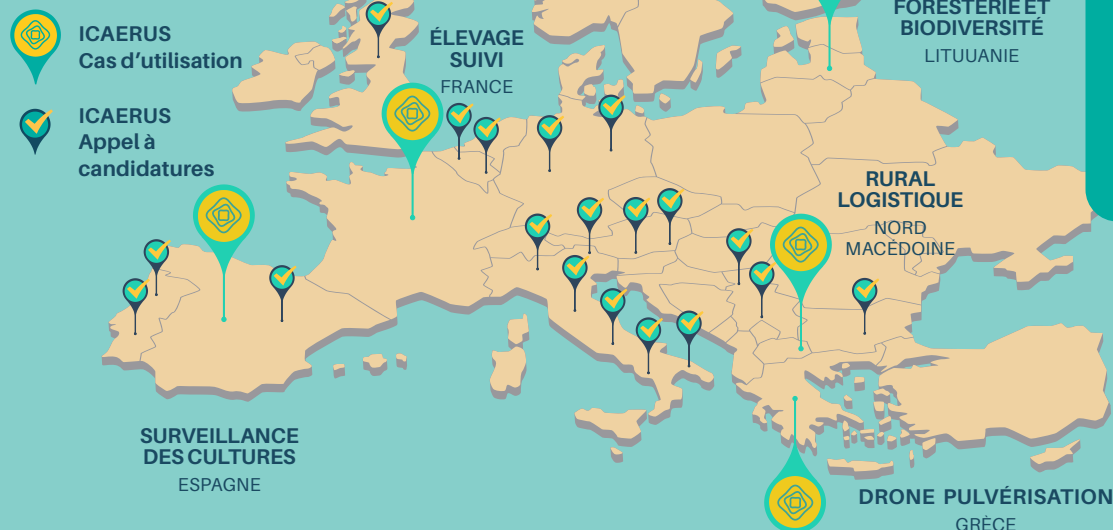 ICAERUS
Cas d'utilisation
ICAERUS
Appel à
candidatures
ÉLEVAGE
SUIVI
FRANCE
FORESTERIE ET
BIODIVERSITÉ
LITUUANIE
RURAL
LOGISTIQUE
NORD
MACÈDOINE
SURVEILLANCE
DES CULTURES
ESPAGNE
DRONE PULVÉRISATION
GRÈCE